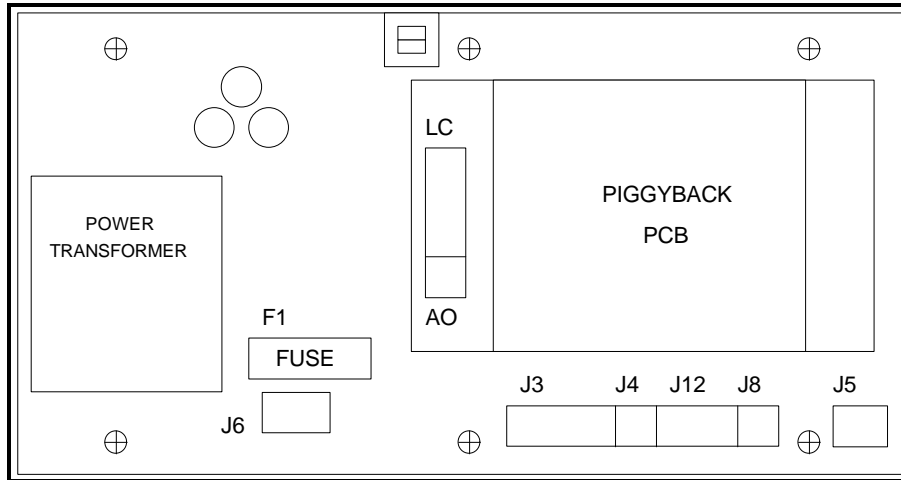 LC
PIGGYBACK
PCB
POWER
TRANSFORMER
AO
F1
FUSE
J6
J3
J4
J12
J8
J5